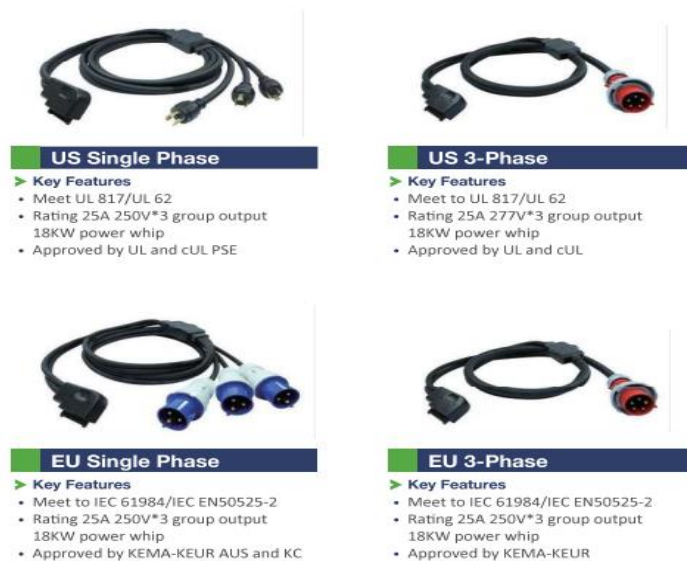 US Single Phase
Key Features
• Meet UL 817/UL 62
• Rating 25A 250V*3 group output
18KW power whip
• Approved by UL and cUL PSE
US 3-Phase
Key Features
• Meet to UL 817/UL 62
• Rating 25A 277V*3 group output
18KW power whip
• Approved by UL and cUL
EU Single Phase
Key Features
• Meet to IEC 61984/IEC EN50525-2
• Rating 25A 250V*3 group output
18KW power whip
• Approved by KEMA-KEUR AUS and KC
EU 3-Phase
Key Features
• Meet to IEC 61984/IEC EN50525-2
• Rating 25A 250V*3 group output
18KW power whip
• Approved by KEMA-KEUR